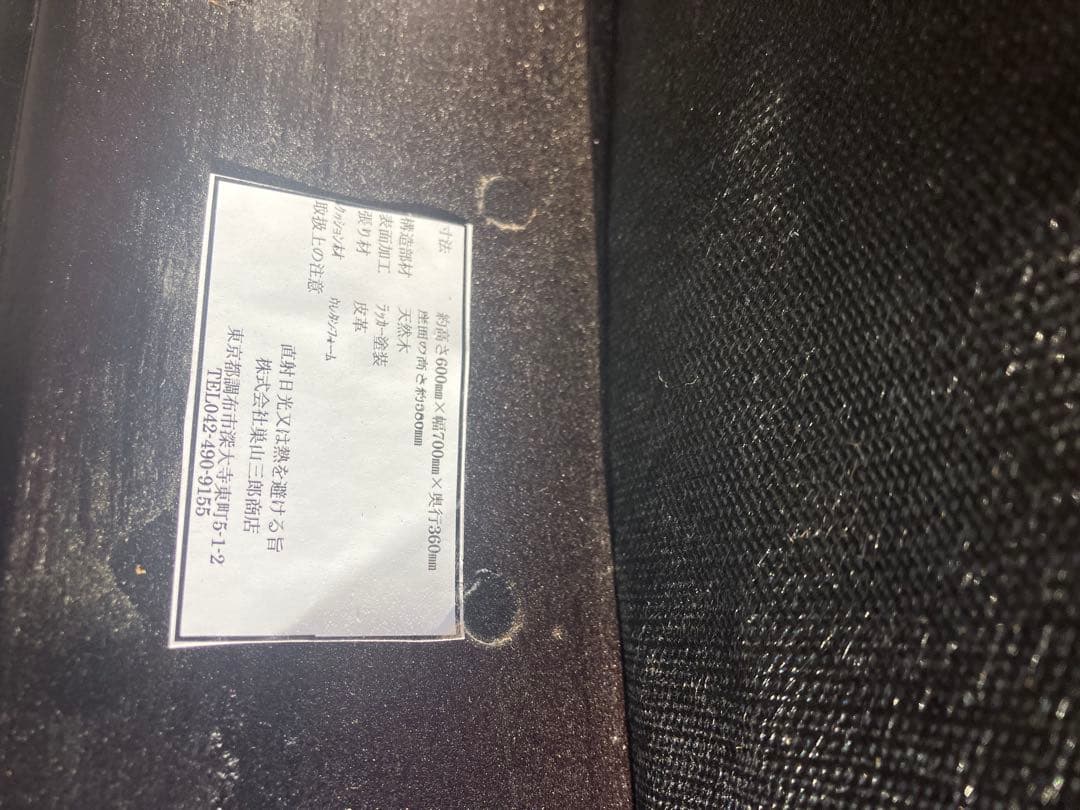 寸法 約高さ600mm×幅700mm×奥行360mm
座面の高さ約380mm
構造部材 天然木
表面加工 ラッカー塗装
張り材 皮革
クッション材 ウレタンフォーム
取扱上の注意
直射日光又は熱を避ける旨
株式会社巣山三郎商店
東京都調布市深大寺東町5-1-2
TEL042-490-9155